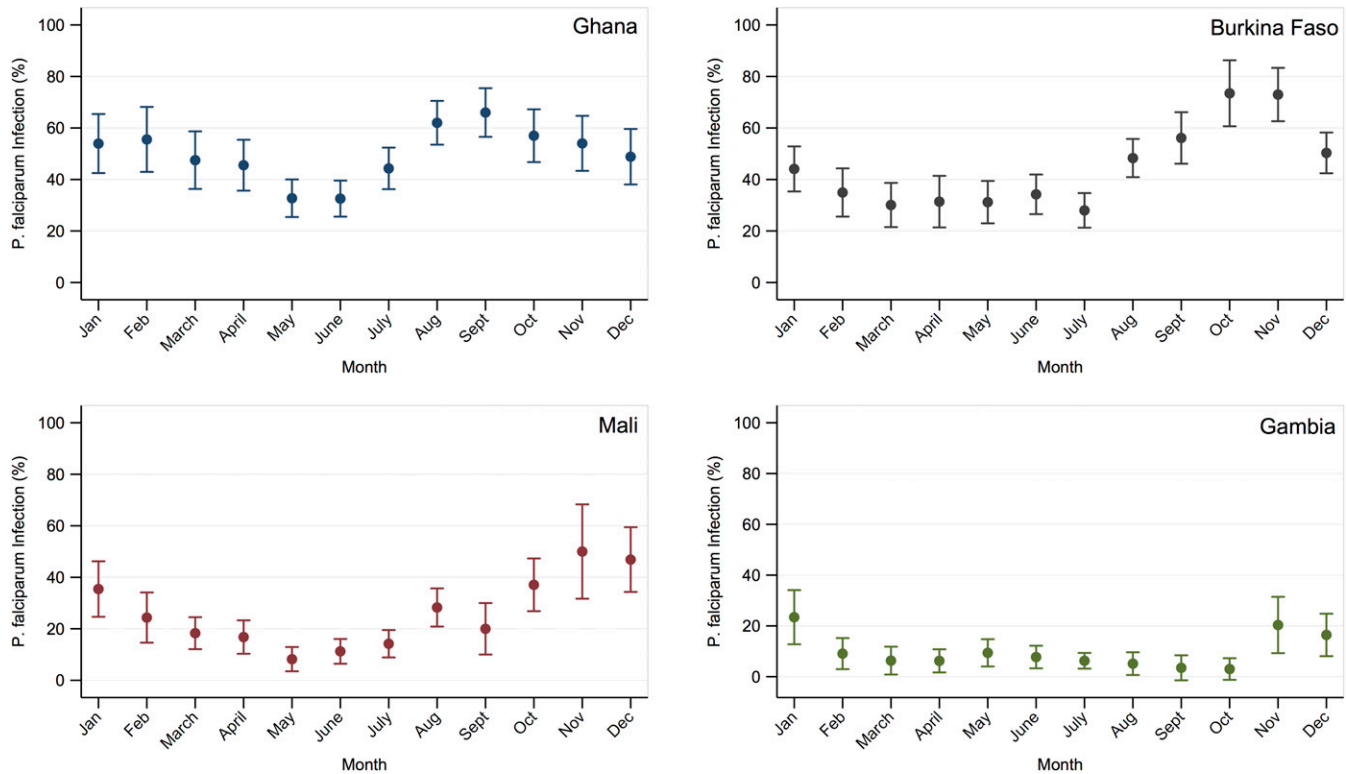 Ghana
P. falciparum Infection (%)
100
80
60
40
20
0
Jan Feb March April May June July Aug Sept Oct Nov Dec
Month
Burkina Faso
P. falciparum Infection (%)
100
80
60
40
20
0
Jan Feb March April May June July Aug Sept Oct Nov Dec
Month
Mali
P. falciparum Infection (%)
100
80
60
40
20
0
Jan Feb March April May June July Aug Sept Oct Nov Dec
Month
Gambia
P. falciparum Infection (%)
100
80
60
40
20
0
Jan Feb March April May June July Aug Sept Oct Nov Dec
Month